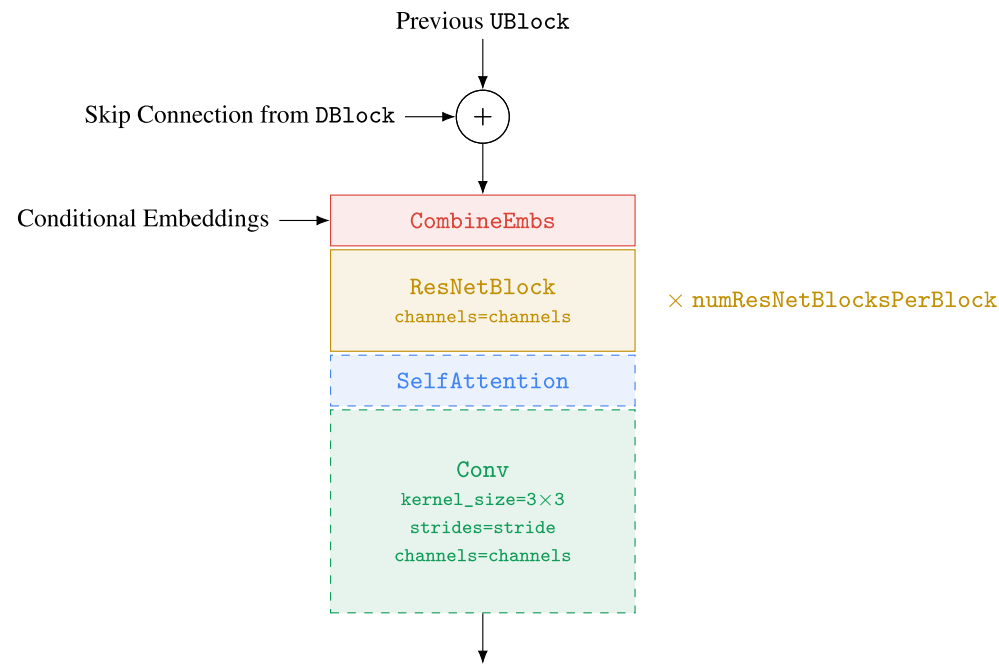 Previous UBlock
Skip Connection from DBlock
+
Conditional Embeddings
CombineEmbs
ResNetBlock
channels=channels
× numResNetBlocksPerBlock
SelfAttention
Conv
kernel_size=3×3
strides=stride
channels=channels